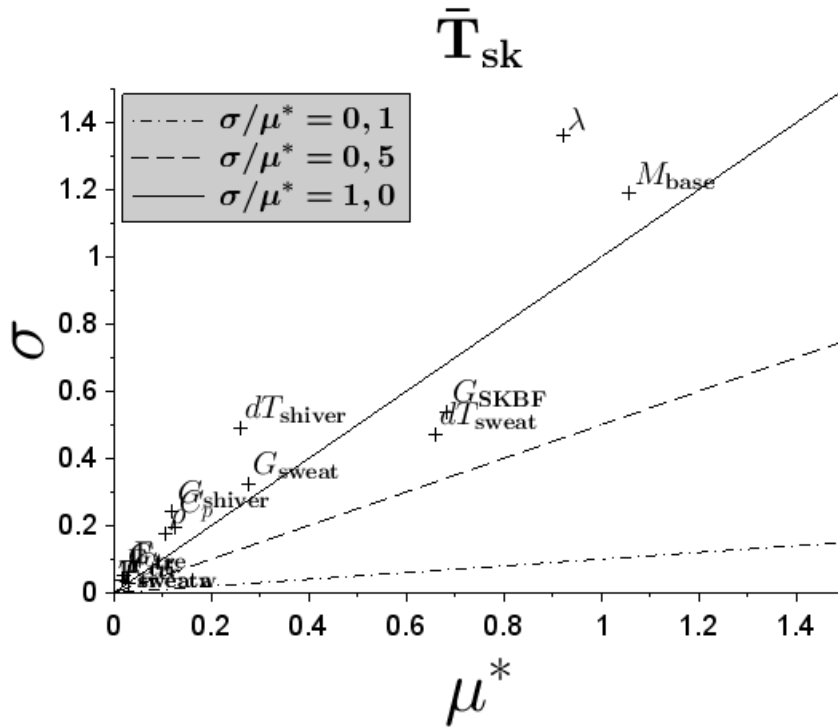 T̄sk
σ/μ* = 0,1
σ/μ* = 0,5
σ/μ* = 1,0
1.4
1.2
1
0.8
0.6
0.4
0.2
0
σ
λ
Mbase
GSKBF
dTsweat
dTshiver
Gsweat
Gshiver
Cp
ρ
0
0.2
0.4
0.6
0.8
1
1.2
1.4
μ*